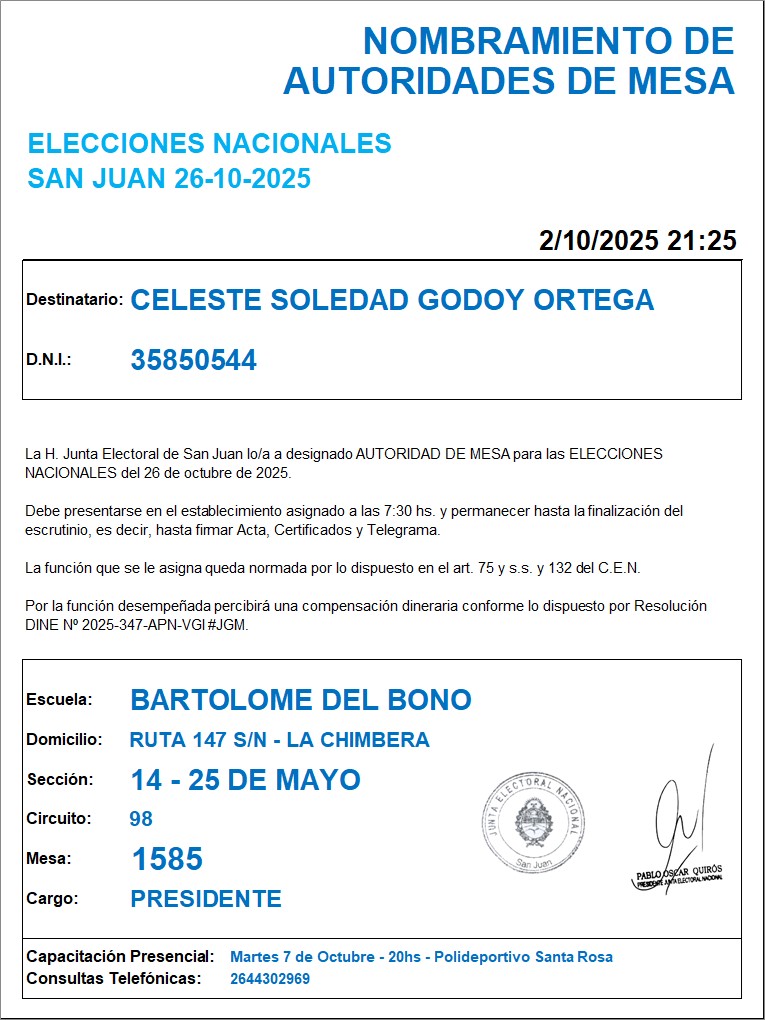 NOMBRAMIENTO DE
AUTORIDADES DE MESA
ELECCIONES NACIONALES
SAN JUAN 26-10-2025
2/10/2025 21:25
Destinatario: CELESTE SOLEDAD GODOY ORTEGA
D.N.I.: 35850544
La H. Junta Electoral de San Juan lo/a a designado AUTORIDAD DE MESA para las ELECCIONES
NACIONALES del 26 de octubre de 2025.
Debe presentarse en el establecimiento asignado a las 7:30 hs. y permanecer hasta la finalización del
escrutinio, es decir, hasta firmar Acta, Certificados y Telegrama.
La función que se le asigna queda normada por lo dispuesto en el art. 75 y s.s. y 132 del C.E.N.
Por la función desempeñada percibirá una compensación dineraria conforme lo dispuesto por Resolución
DINE Nº 2025-347-APN-VGI#JGM.
Escuela: BARTOLOME DEL BONO
Domicilio: RUTA 147 S/N - LA CHIMBERA
Sección: 14 - 25 DE MAYO
Circuito: 98
Mesa: 1585
Cargo: PRESIDENTE
JUNTA ELECTORAL NACIONAL
San Juan
PABLO OSCAR QUIRÓS
PRESIDENTE JUNTA ELECTORAL NACIONAL
Capacitación Presencial: Martes 7 de Octubre - 20hs - Polideportivo Santa Rosa
Consultas Telefónicas: 2644302969